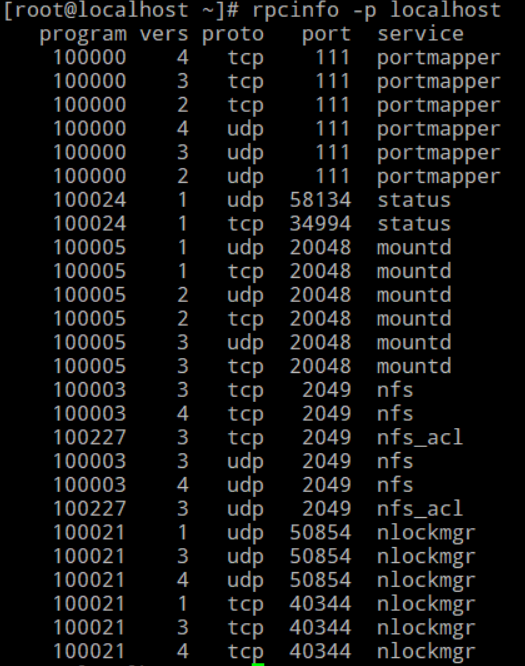 [root@localhost ~]# rpcinfo -p localhost
   program vers proto   port  service
    100000    4   tcp    111  portmapper
    100000    3   tcp    111  portmapper
    100000    2   tcp    111  portmapper
    100000    4   udp    111  portmapper
    100000    3   udp    111  portmapper
    100000    2   udp    111  portmapper
    100024    1   udp  58134  status
    100024    1   tcp  34994  status
    100005    1   udp  20048  mountd
    100005    1   tcp  20048  mountd
    100005    2   udp  20048  mountd
    100005    2   tcp  20048  mountd
    100005    3   udp  20048  mountd
    100005    3   tcp  20048  mountd
    100003    3   tcp   2049  nfs
    100003    4   tcp   2049  nfs
    100227    3   tcp   2049  nfs_acl
    100003    3   udp   2049  nfs
    100003    4   udp   2049  nfs
    100227    3   udp   2049  nfs_acl
    100021    1   udp  50854  nlockmgr
    100021    3   udp  50854  nlockmgr
    100021    4   udp  50854  nlockmgr
    100021    1   tcp  40344  nlockmgr
    100021    3   tcp  40344  nlockmgr
    100021    4   tcp  40344  nlockmgr